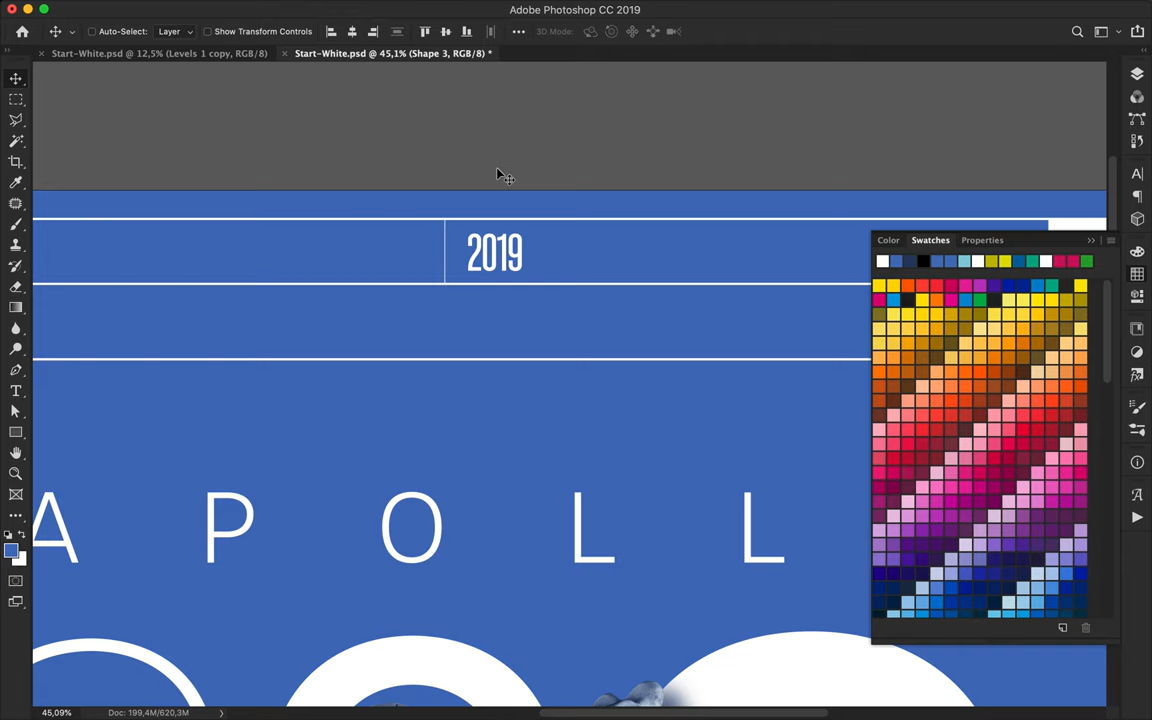 Adobe Photoshop CC 2019
Auto-Select:
Layer
Show Transform Controls
3D Mode:
Start-White.psd @ 12,5% (Levels 1 copy, RGB/8)
Start-White.psd @ 45,1% (Shape 3, RGB/8) *
2019
Color
Swatches
Properties
A P O L L
45,09%
Doc: 199,4M/620,3M